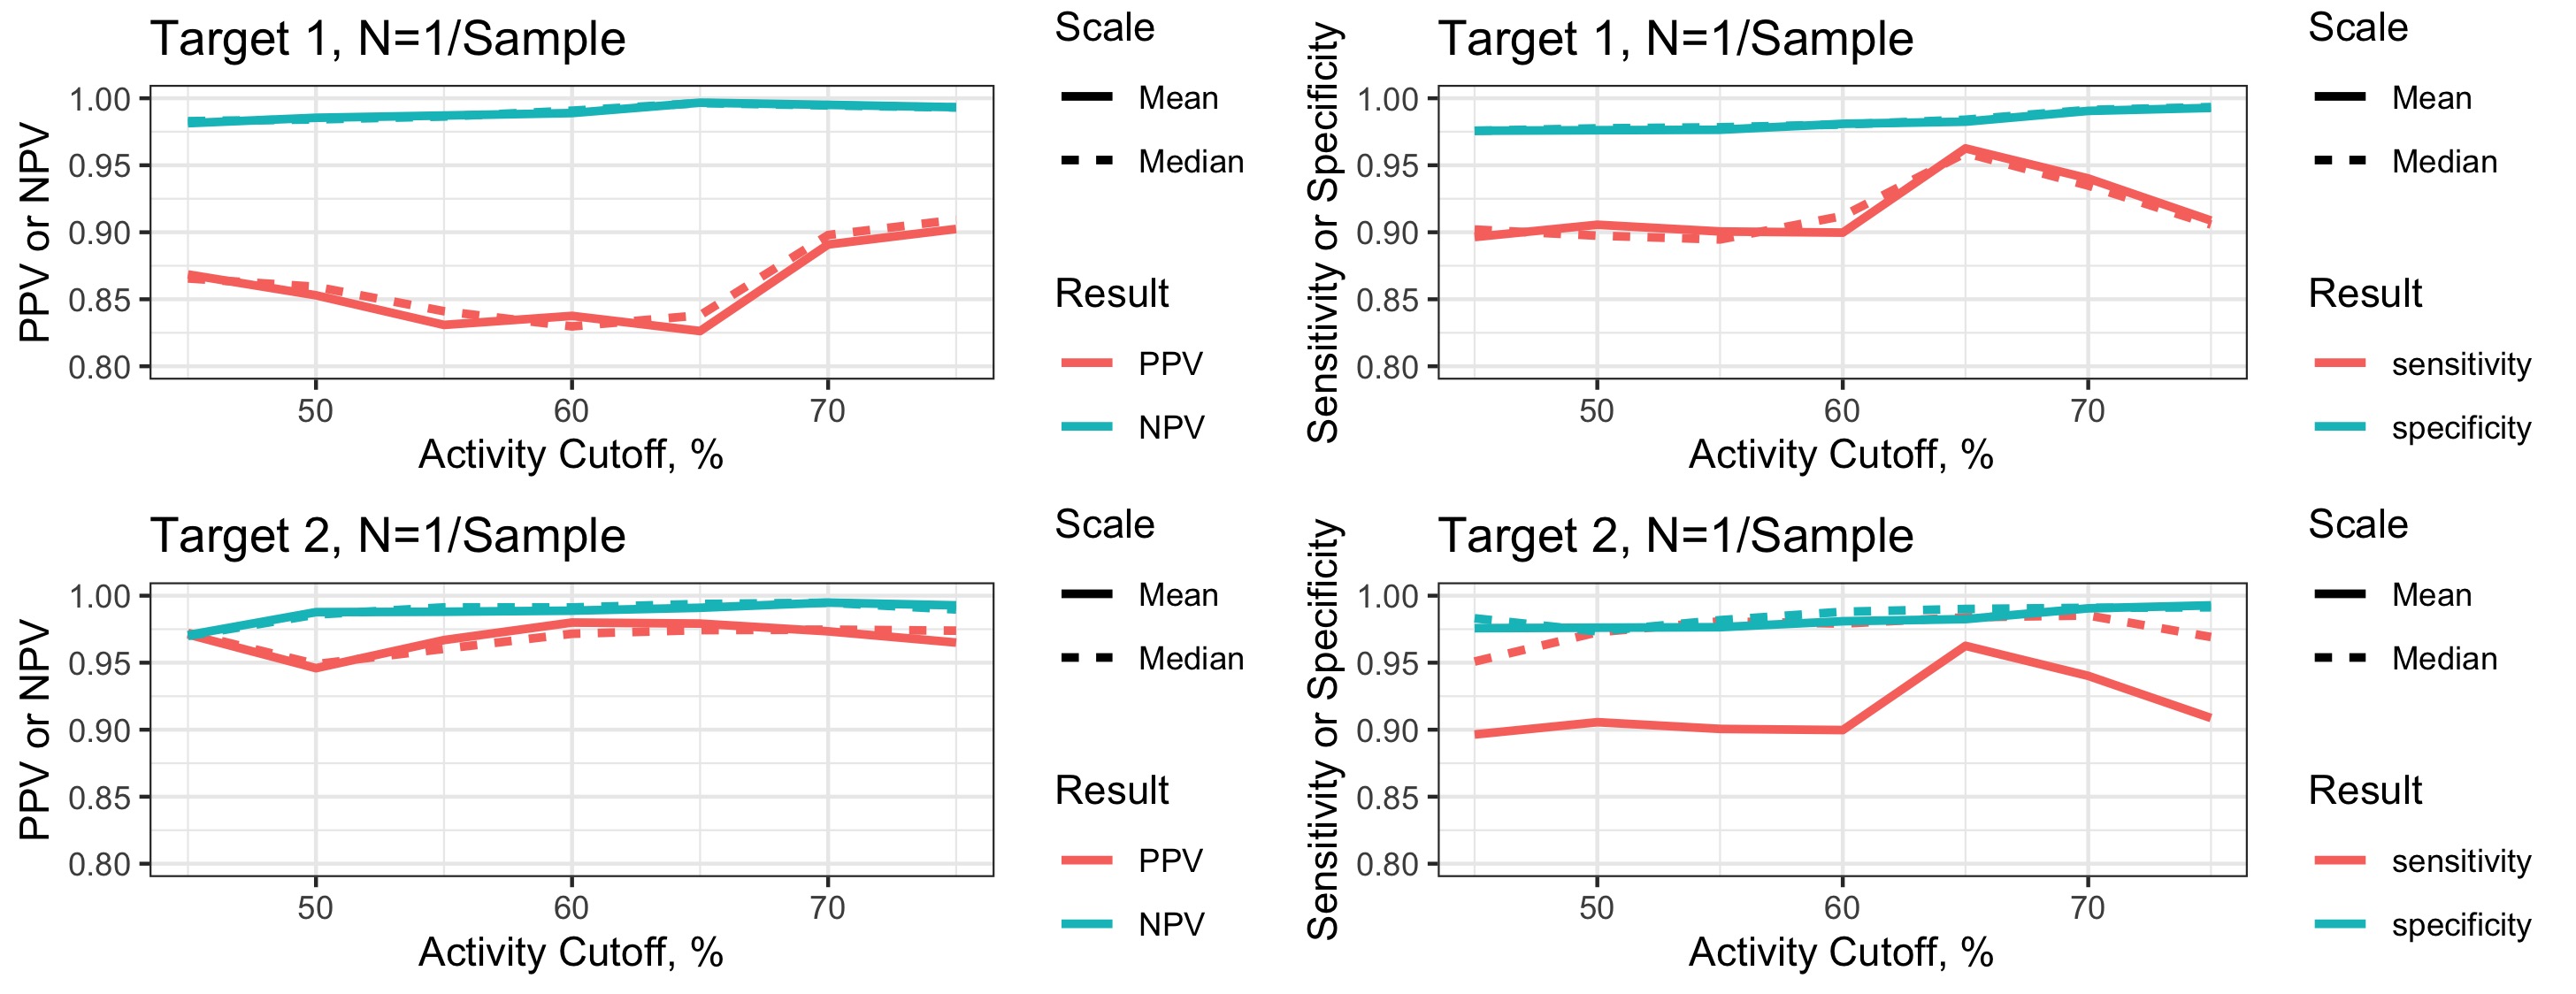 Target 1, N=1/Sample
PPV or NPV
1.00
0.95
0.90
0.85
0.80
50 60 70
Activity Cutoff, %
Scale
Mean
Median
Result
PPV
NPV
Target 1, N=1/Sample
Sensitivity or Specificity
1.00
0.95
0.90
0.85
0.80
50 60 70
Activity Cutoff, %
Scale
Mean
Median
Result
sensitivity
specificity
Target 2, N=1/Sample
PPV or NPV
1.00
0.95
0.90
0.85
0.80
50 60 70
Activity Cutoff, %
Scale
Mean
Median
Result
PPV
NPV
Target 2, N=1/Sample
Sensitivity or Specificity
1.00
0.95
0.90
0.85
0.80
50 60 70
Activity Cutoff, %
Scale
Mean
Median
Result
sensitivity
specificity